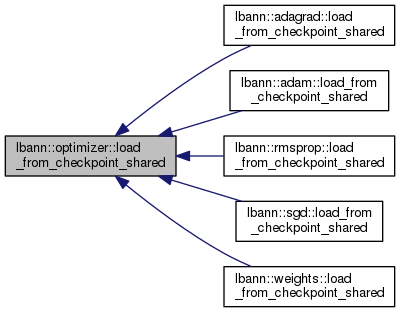 lbann::optimizer::load
_from_checkpoint_shared
lbann::adagrad::load
_from_checkpoint_shared
lbann::adam::load_from
_checkpoint_shared
lbann::rmsprop::load
_from_checkpoint_shared
lbann::sgd::load_from
_checkpoint_shared
lbann::weights::load
_from_checkpoint_shared